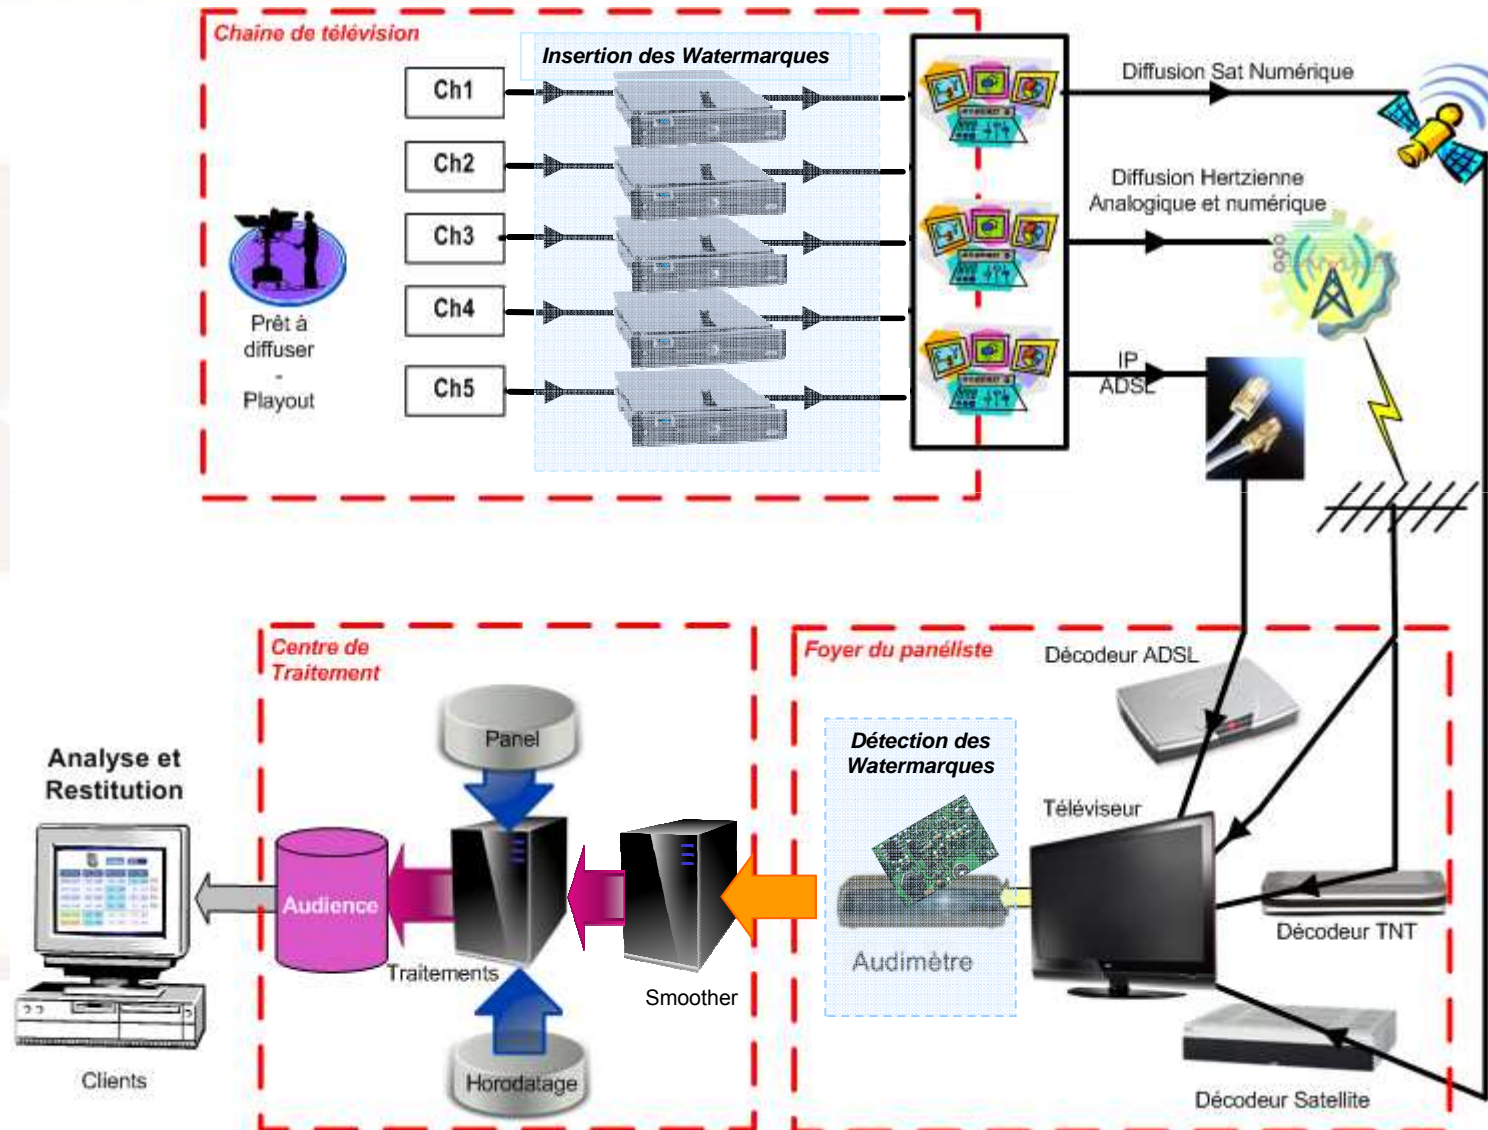 Chaîne de télévision
Insertion des Watermarques
Ch1
Ch2
Ch3
Ch4
Ch5
Prêt à
diffuser
-
Playout
Diffusion Sat Numérique
Diffusion Hertzienne
Analogique et numérique
IP
ADSL
Centre de
Traitement
Panel
Traitements
Smoother
Horodatage
Audience
Analyse et
Restitution
Clients
Foyer du panéliste
Décodeur ADSL
Détection des
Watermarques
Audimètre
Téléviseur
Décodeur TNT
Décodeur Satellite